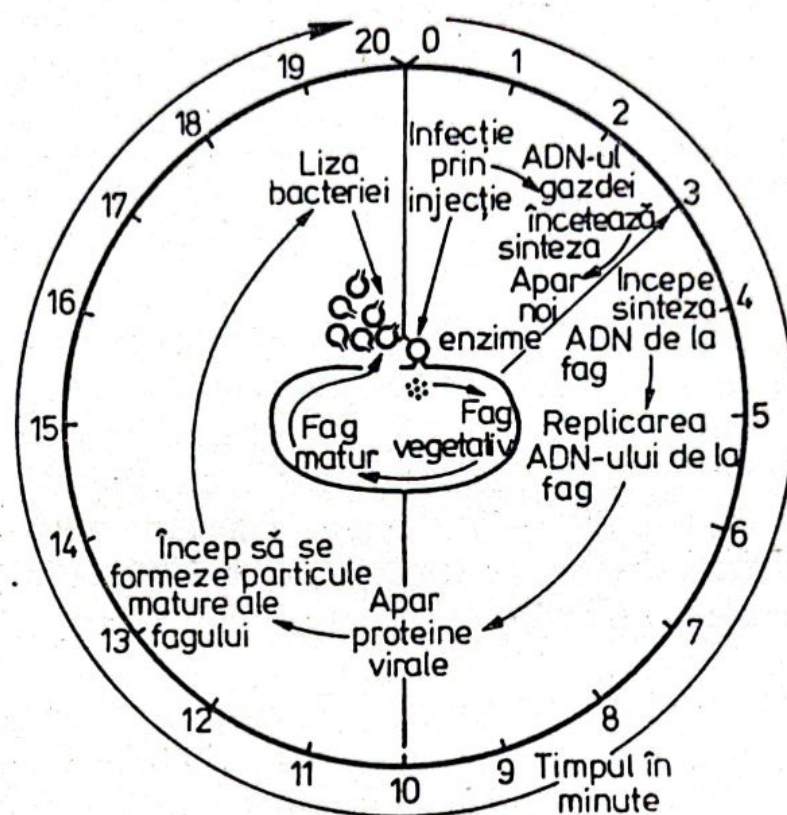 20
0
1
2
3
4
5
6
7
8
9
10
11
12
13
14
15
16
17
18
19
Infecție
prin
injecție
ADN-ul
gazdei
încetează
sinteza
Apar
noi
enzime
Incepe
sinteza
ADN de la
fag
Replicarea
ADN-ului de la
fag
Apar
proteine
virale
Încep să se
formeze particule
mature ale
fagului
Liza
bacteriei
Fag
vegetativ
Fag
matur
Timpul în
minute